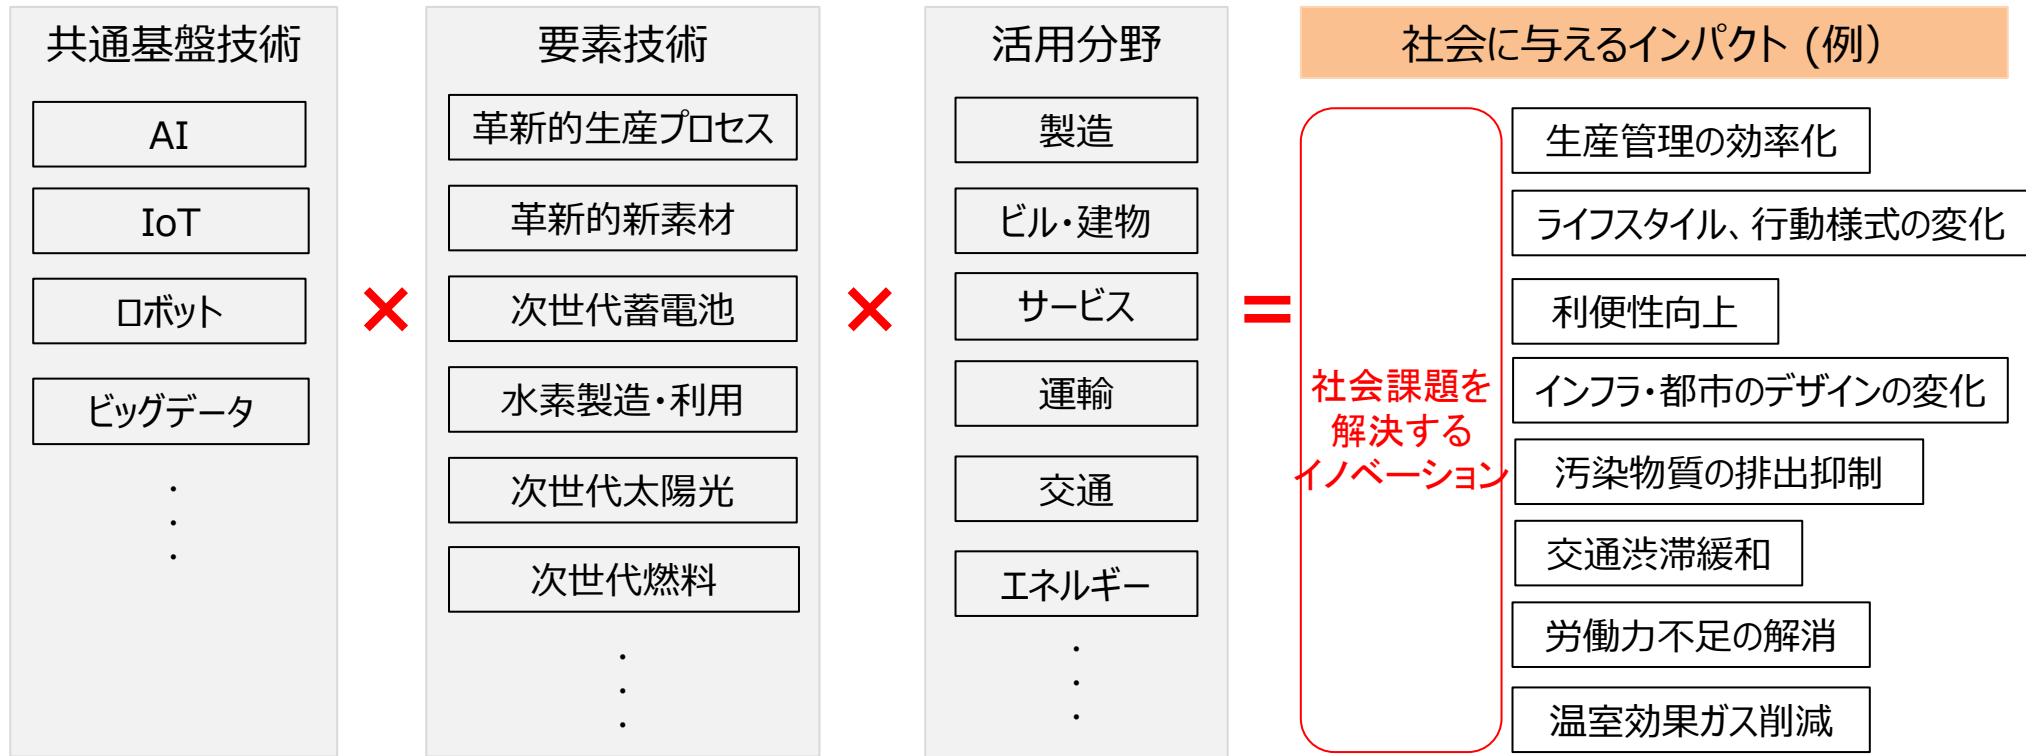 共通基盤技術
AI
IoT
ロボット
ビッグデータ
・
・
・
×
要素技術
革新的生産プロセス
革新的新素材
次世代蓄電池
水素製造・利用
次世代太陽光
次世代燃料
・
・
・
×
活用分野
製造
ビル・建物
サービス
運輸
交通
エネルギー
・
・
・
=
社会に与えるインパクト (例）
社会課題を
解決する
イノベーション
生産管理の効率化
ライフスタイル、行動様式の変化
利便性向上
インフラ・都市のデザインの変化
汚染物質の排出抑制
交通渋滞緩和
労働力不足の解消
温室効果ガス削減